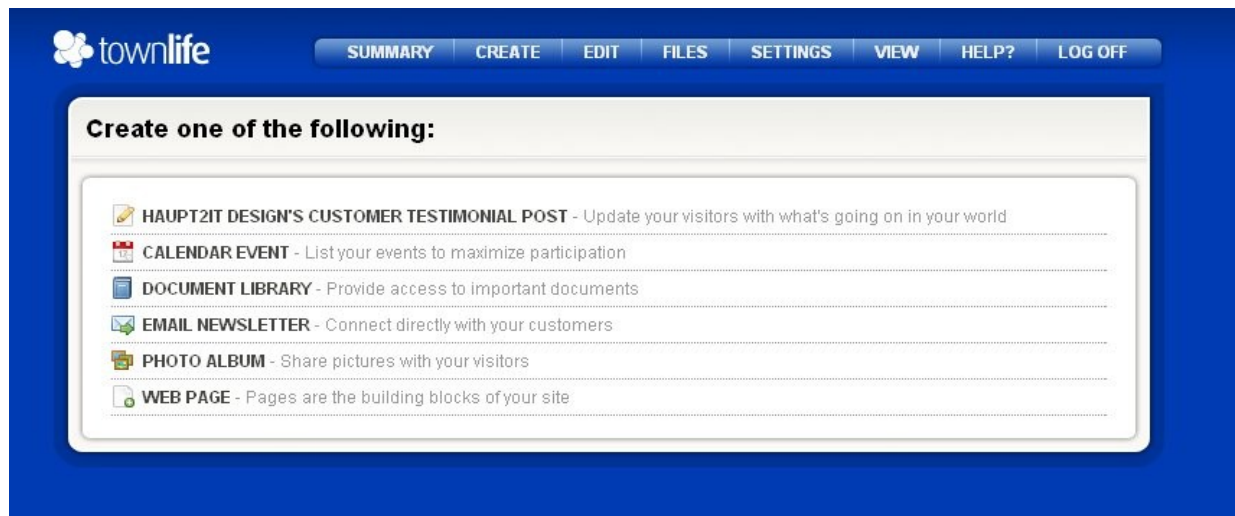 townlife
SUMMARY CREATE EDIT FILES SETTINGS VIEW HELP? LOG OFF
Create one of the following:
HAUPT2IT DESIGN'S CUSTOMER TESTIMONIAL POST - Update your visitors with what's going on in your world
CALENDAR EVENT - List your events to maximize participation
DOCUMENT LIBRARY - Provide access to important documents
EMAIL NEWSLETTER - Connect directly with your customers
PHOTO ALBUM - Share pictures with your visitors
WEB PAGE - Pages are the building blocks of your site